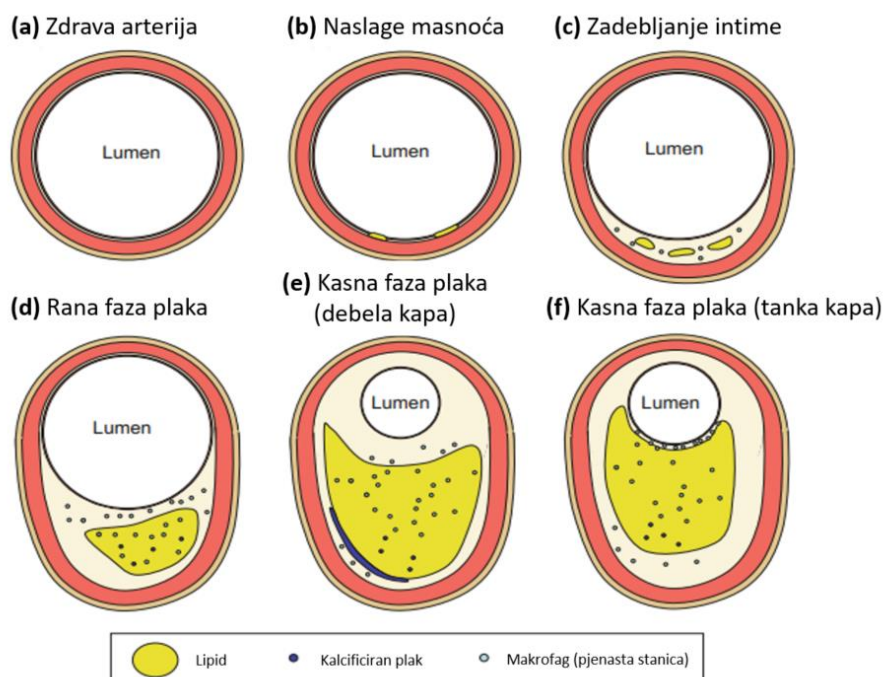 (a) Zdrava arterija
(b) Naslage masnoća
(c) Zadebljanje intime
Lumen
Lumen
Lumen
(d) Rana faza plaka
(e) Kasna faza plaka
(debela kapa)
(f) Kasna faza plaka (tanka kapa)
Lumen
Lumen
Lumen
Lipid
Kalcificiran plak
Makrofag (pjenasta stanica)